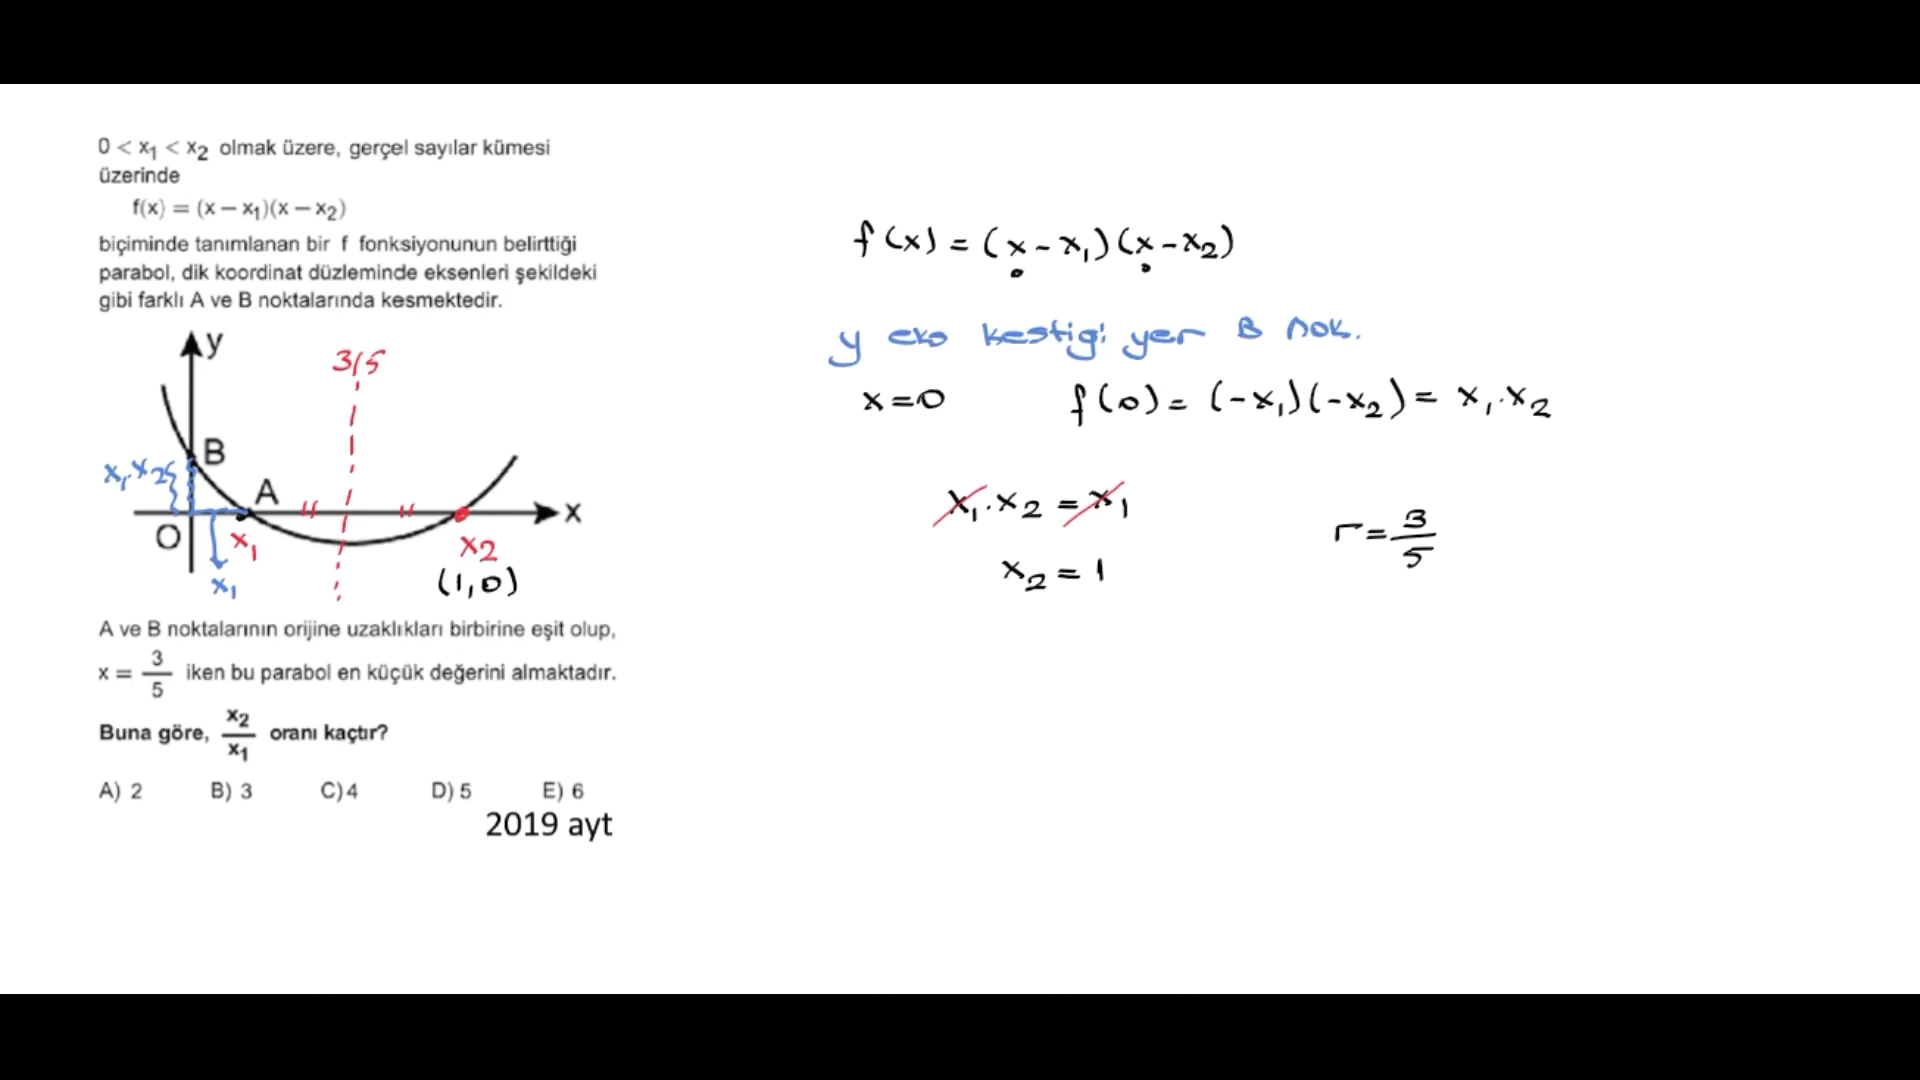 0 < x₁ < x₂ olmak üzere, gerçel sayılar kümesi
üzerinde
f(x) = (x − x₁)(x − x₂)
biçiminde tanımlanan bir f fonksiyonunun belirttiği
parabol, dik koordinat düzleminde eksenleri şekildeki
gibi farklı A ve B noktalarında kesmektedir.
y
3/5
B
x₁.x₂
A
x
O
x₁
x₂
x₁
(1,0)
A ve B noktalarının orijine uzaklıkları birbirine eşit olup,
x = 3/5 iken bu parabol en küçük değerini almaktadır.
Buna göre, x₂/x₁ oranı kaçtır?
A) 2 B) 3 C) 4 D) 5 E) 6
2019 ayt
f(x) = (x - x₁)(x - x₂)
y kestiği yer B nok.
x = 0 f(0) = (-x₁)(-x₂) = x₁.x₂
x₁.x₂ = x₁
x₂ = 1
r = 3/5